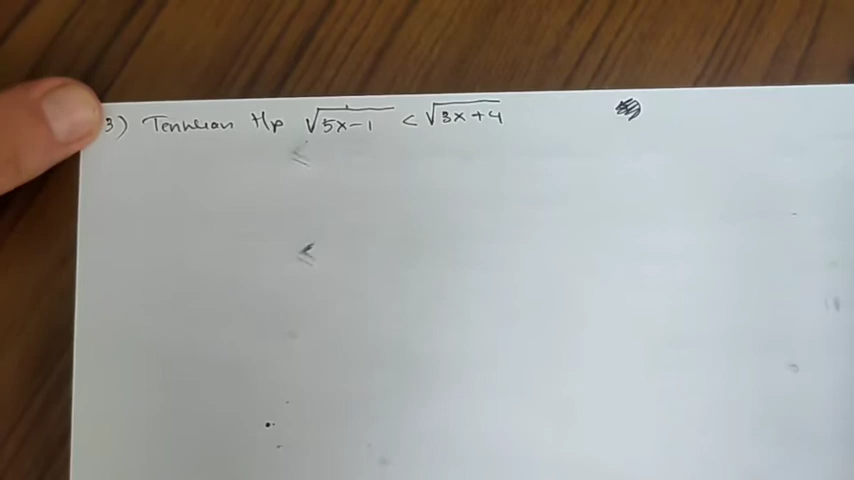 3) Tentukan Hp √5x-1 < √3x+4